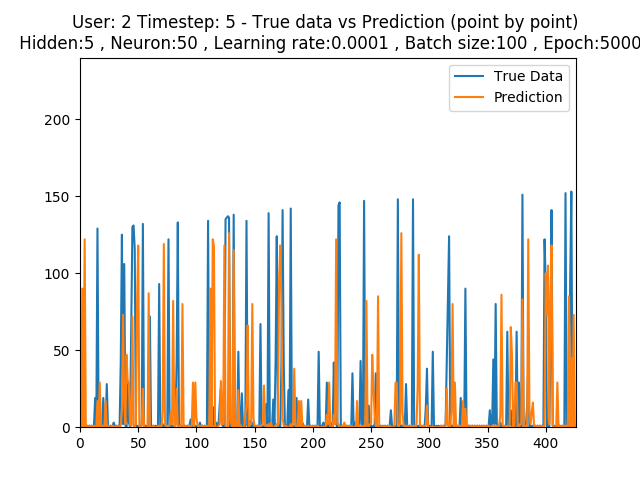 User: 2 Timestep: 5 - True data vs Prediction (point by point)
Hidden:5 , Neuron:50 , Learning rate:0.0001 , Batch size:100 , Epoch:5000
True Data
Prediction
200
150
100
50
0
0 50 100 150 200 250 300 350 400